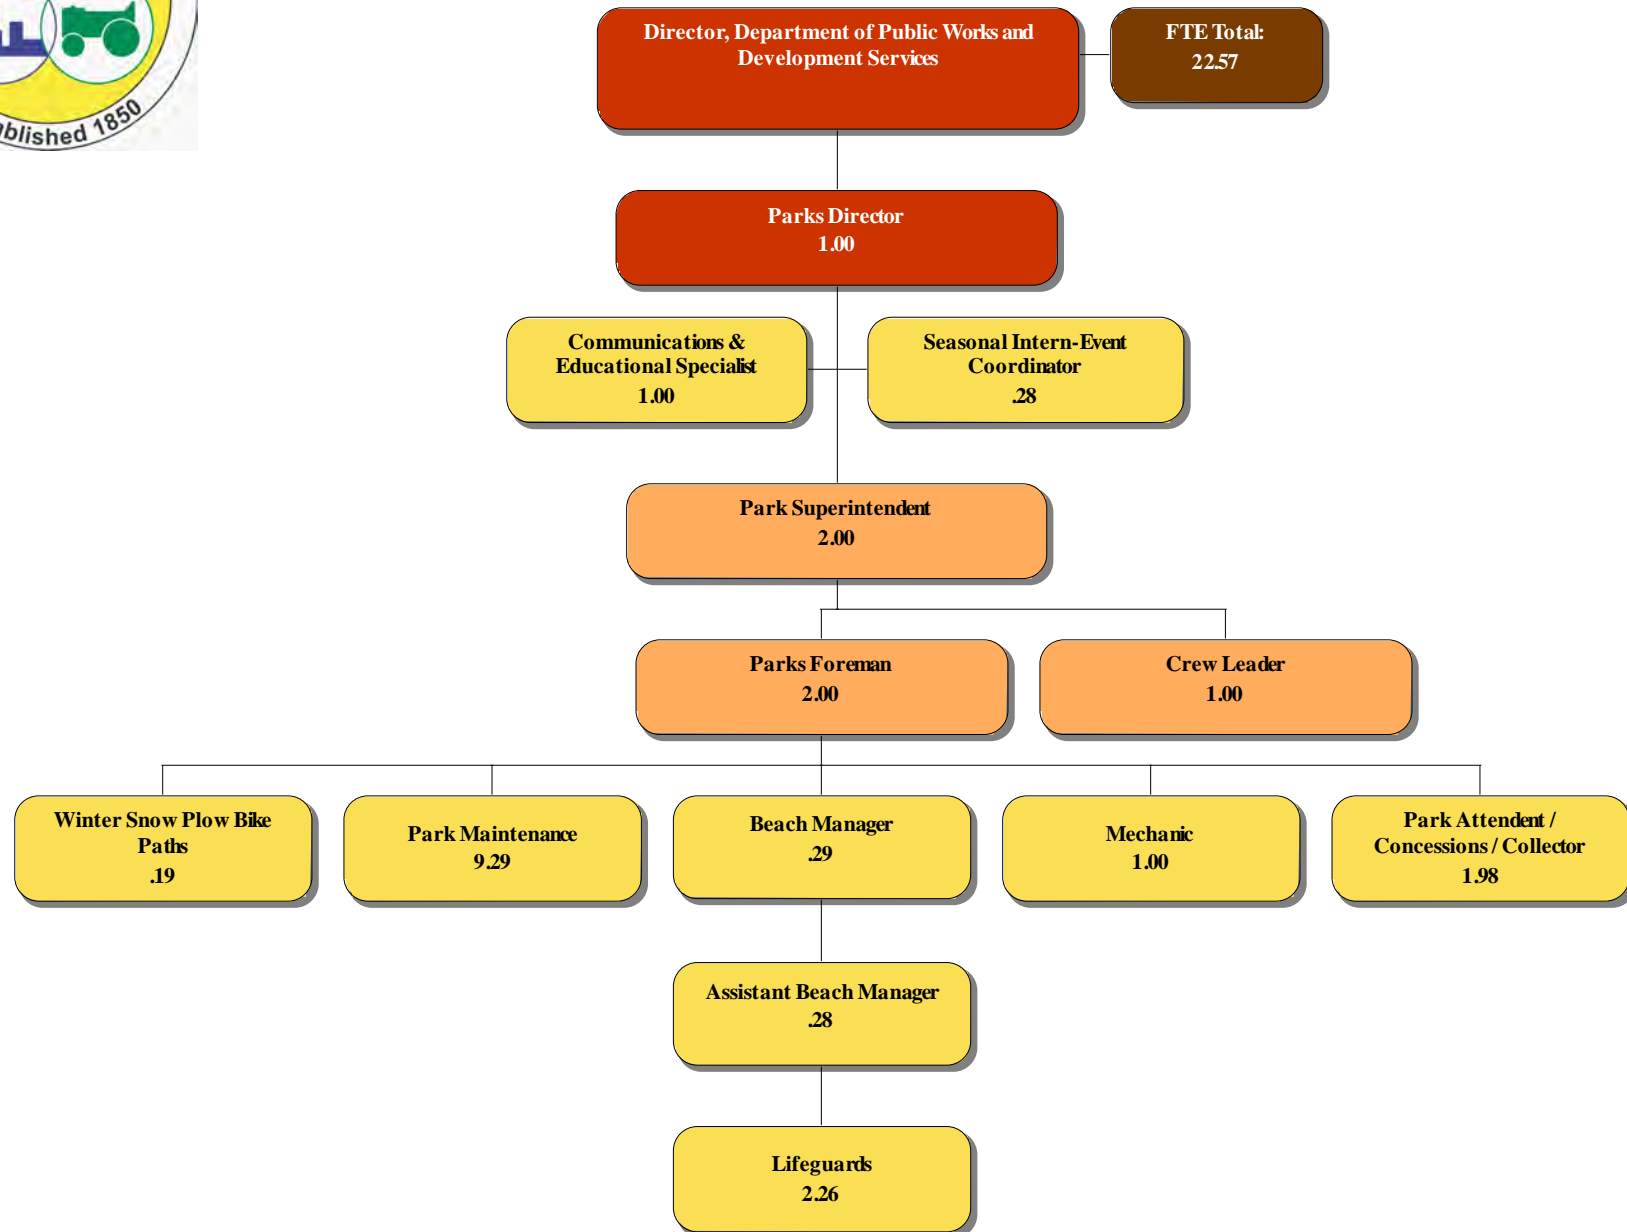 Established 1850
Director, Department of Public Works and
Development Services
FTE Total:
22.57
Parks Director
1.00
Communications &
Educational Specialist
1.00
Seasonal Intern-Event
Coordinator
.28
Park Superintendent
2.00
Parks Foreman
2.00
Crew Leader
1.00
Winter Snow Plow Bike
Paths
.19
Park Maintenance
9.29
Beach Manager
.29
Mechanic
1.00
Park Attendent /
Concessions / Collector
1.98
Assistant Beach Manager
.28
Lifeguards
2.26